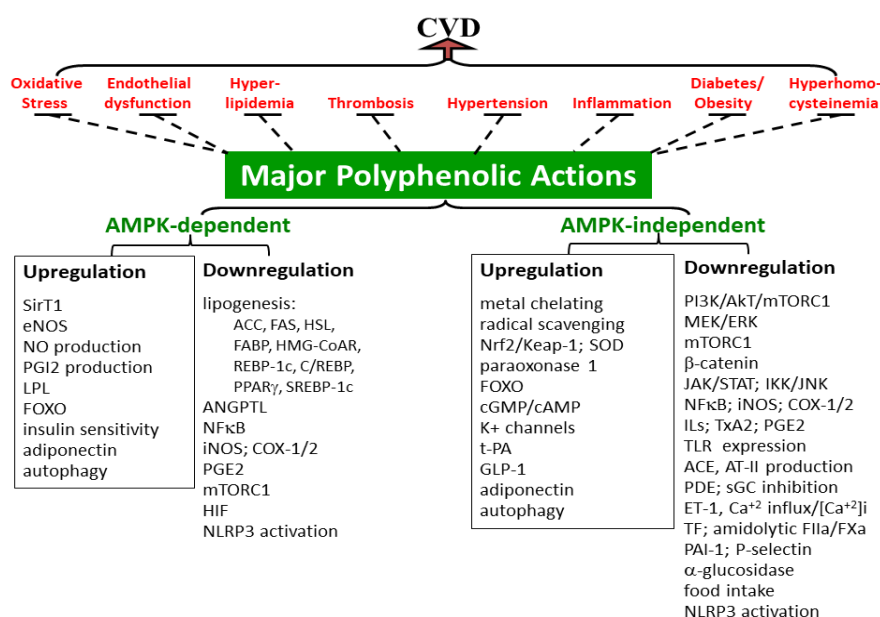 CVD
Oxidative
Stress
Endothelial
dysfunction
Hyper-
lipidemia
Thrombosis
Hypertension
Inflammation
Diabetes/
Obesity
Hyperhomo-
cysteinemia
Major Polyphenolic Actions
AMPK-dependent
Upregulation
SirT1
eNOS
NO production
PGI2 production
LPL
FOXO
insulin sensitivity
adiponectin
autophagy
Downregulation
lipogenesis:
ACC, FAS, HSL,
FABP, HMG-CoAR,
REBP-1c, C/REBP,
PPARγ, SREBP-1c
ANGPTL
NFκB
iNOS; COX-1/2
PGE2
mTORC1
HIF
NLRP3 activation
AMPK-independent
Upregulation
metal chelating
radical scavenging
Nrf2/Keap-1; SOD
paraoxonase 1
FOXO
cGMP/cAMP
K+ channels
t-PA
GLP-1
adiponectin
autophagy
Downregulation
PI3K/AkT/mTORC1
MEK/ERK
mTORC1
β-catenin
JAK/STAT; IKK/JNK
NFκB; iNOS; COX-1/2
ILs; TxA2; PGE2
TLR expression
ACE, AT-II production
PDE; sGC inhibition
ET-1, Ca⁺² influx/[Ca⁺²]i
TF; amidolytic FIIa/FXa
PAI-1; P-selectin
α-glucosidase
food intake
NLRP3 activation